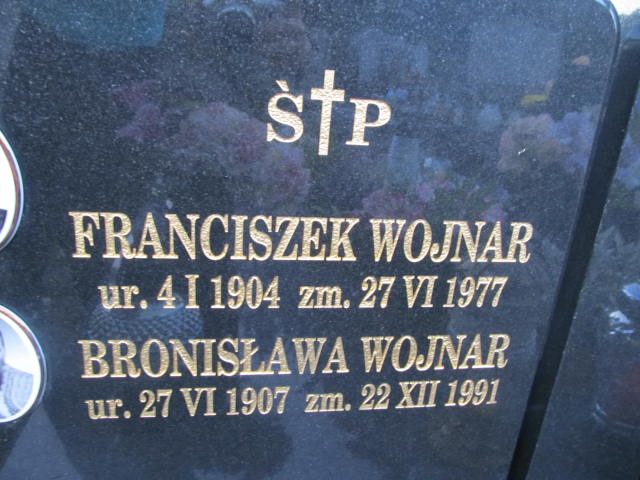 Ś†P
FRANCISZEK WOJNAR
ur. 4 I 1904 zm. 27 VI 1977
BRONISŁAWA WOJNAR
ur. 27 VI 1907 zm. 22 XII 1991